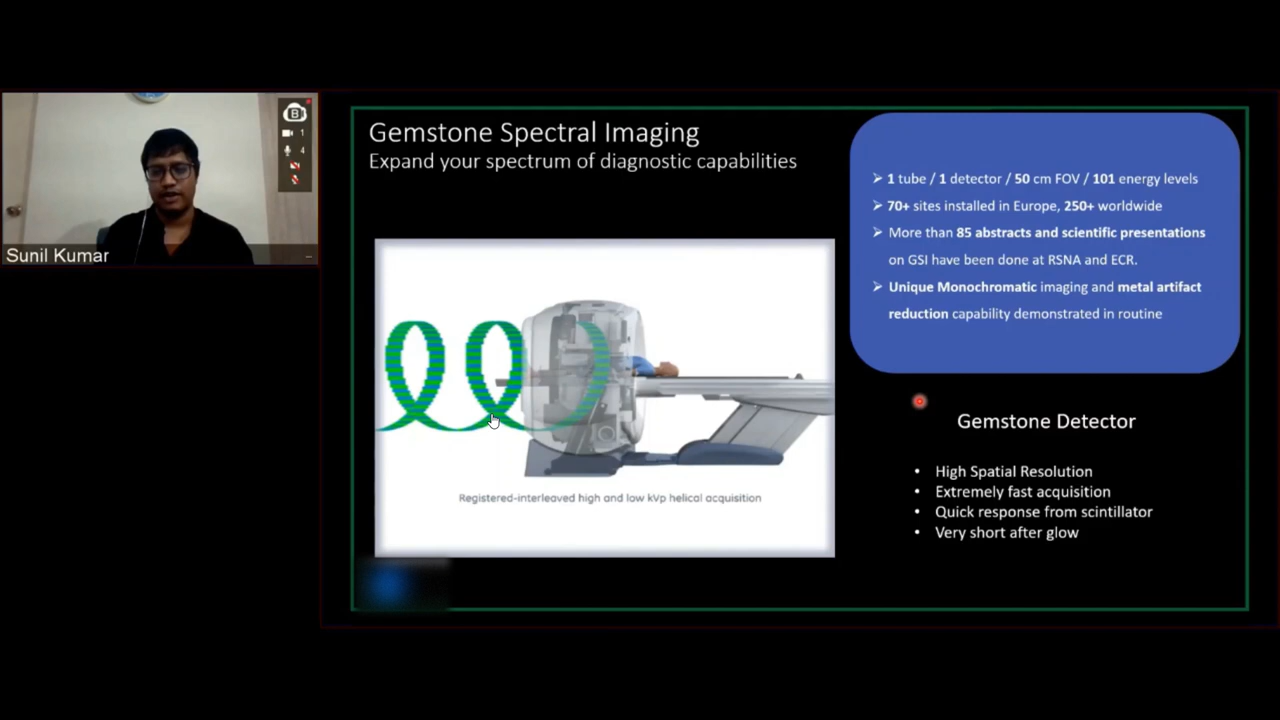 B
1
4
Sunil Kumar
Gemstone Spectral Imaging
Expand your spectrum of diagnostic capabilities
➢ 1 tube / 1 detector / 50 cm FOV / 101 energy levels
➢ 70+ sites installed in Europe, 250+ worldwide
➢ More than 85 abstracts and scientific presentations
on GSI have been done at RSNA and ECR.
➢ Unique Monochromatic imaging and metal artifact
reduction capability demonstrated in routine
Registered-interleaved high and low kVp helical acquisition
Gemstone Detector
• High Spatial Resolution
• Extremely fast acquisition
• Quick response from scintillator
• Very short after glow